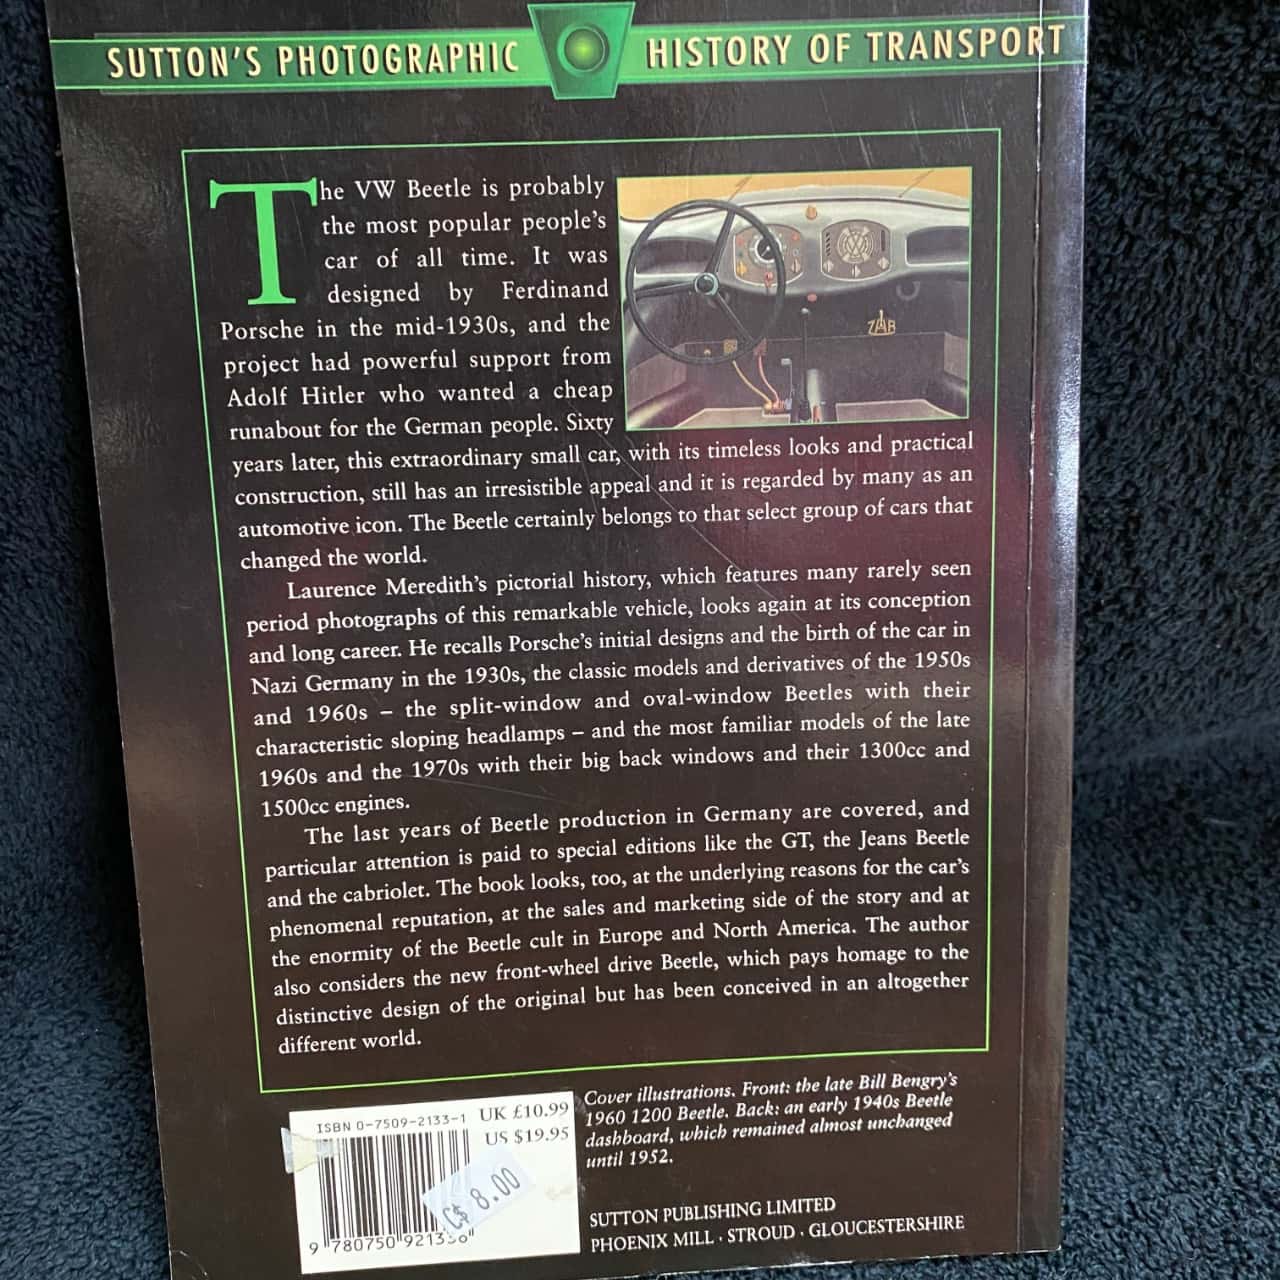 SUTTON'S PHOTOGRAPHIC HISTORY OF TRANSPORT
The VW Beetle is probably
the most popular people's
car of all time. It was
designed by Ferdinand
Porsche in the mid-1930s, and the
project had powerful support from
Adolf Hitler who wanted a cheap
runabout for the German people. Sixty
years later, this extraordinary small car, with its timeless looks and practical
construction, still has an irresistible appeal and it is regarded by many as an
automotive icon. The Beetle certainly belongs to that select group of cars that
changed the world.
Laurence Meredith's pictorial history, which features many rarely seen
period photographs of this remarkable vehicle, looks again at its conception
and long career. He recalls Porsche's initial designs and the birth of the car in
Nazi Germany in the 1930s, the classic models and derivatives of the 1950s
and 1960s – the split-window and oval-window Beetles with their
characteristic sloping headlamps – and the most familiar models of the late
1960s and the 1970s with their big back windows and their 1300cc and
1500cc engines.
The last years of Beetle production in Germany are covered, and
particular attention is paid to special editions like the GT, the Jeans Beetle
and the cabriolet. The book looks, too, at the underlying reasons for the car's
phenomenal reputation, at the sales and marketing side of the story and at
the enormity of the Beetle cult in Europe and North America. The author
also considers the new front-wheel drive Beetle, which pays homage to the
distinctive design of the original but has been conceived in an altogether
different world.
Cover illustrations. Front: the late Bill Bengry's
1960 1200 Beetle. Back: an early 1940s Beetle
dashboard, which remained almost unchanged
until 1952.
ISBN 0-7509-2133-1
UK £10.99
US $19.95
C$ 8.00
9 780750 921336
SUTTON PUBLISHING LIMITED
PHOENIX MILL · STROUD · GLOUCESTERSHIRE